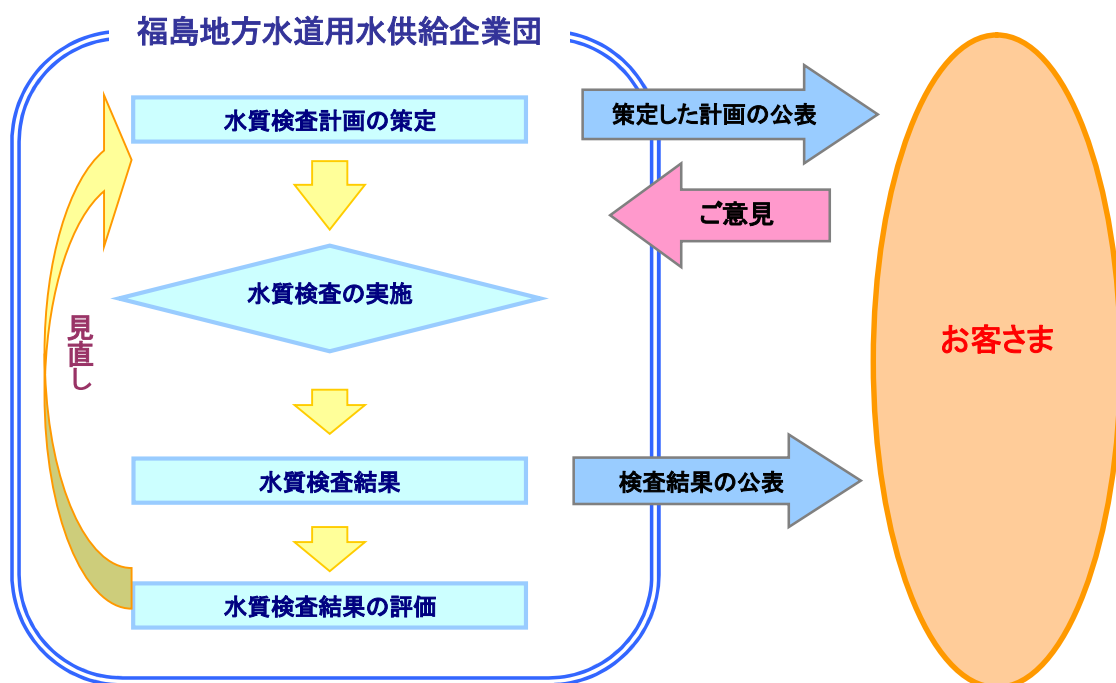 福島地方水道用水供給企業団
水質検査計画の策定
策定した計画の公表
ご意見
水質検査の実施
見直し
お客さま
水質検査結果
検査結果の公表
水質検査結果の評価